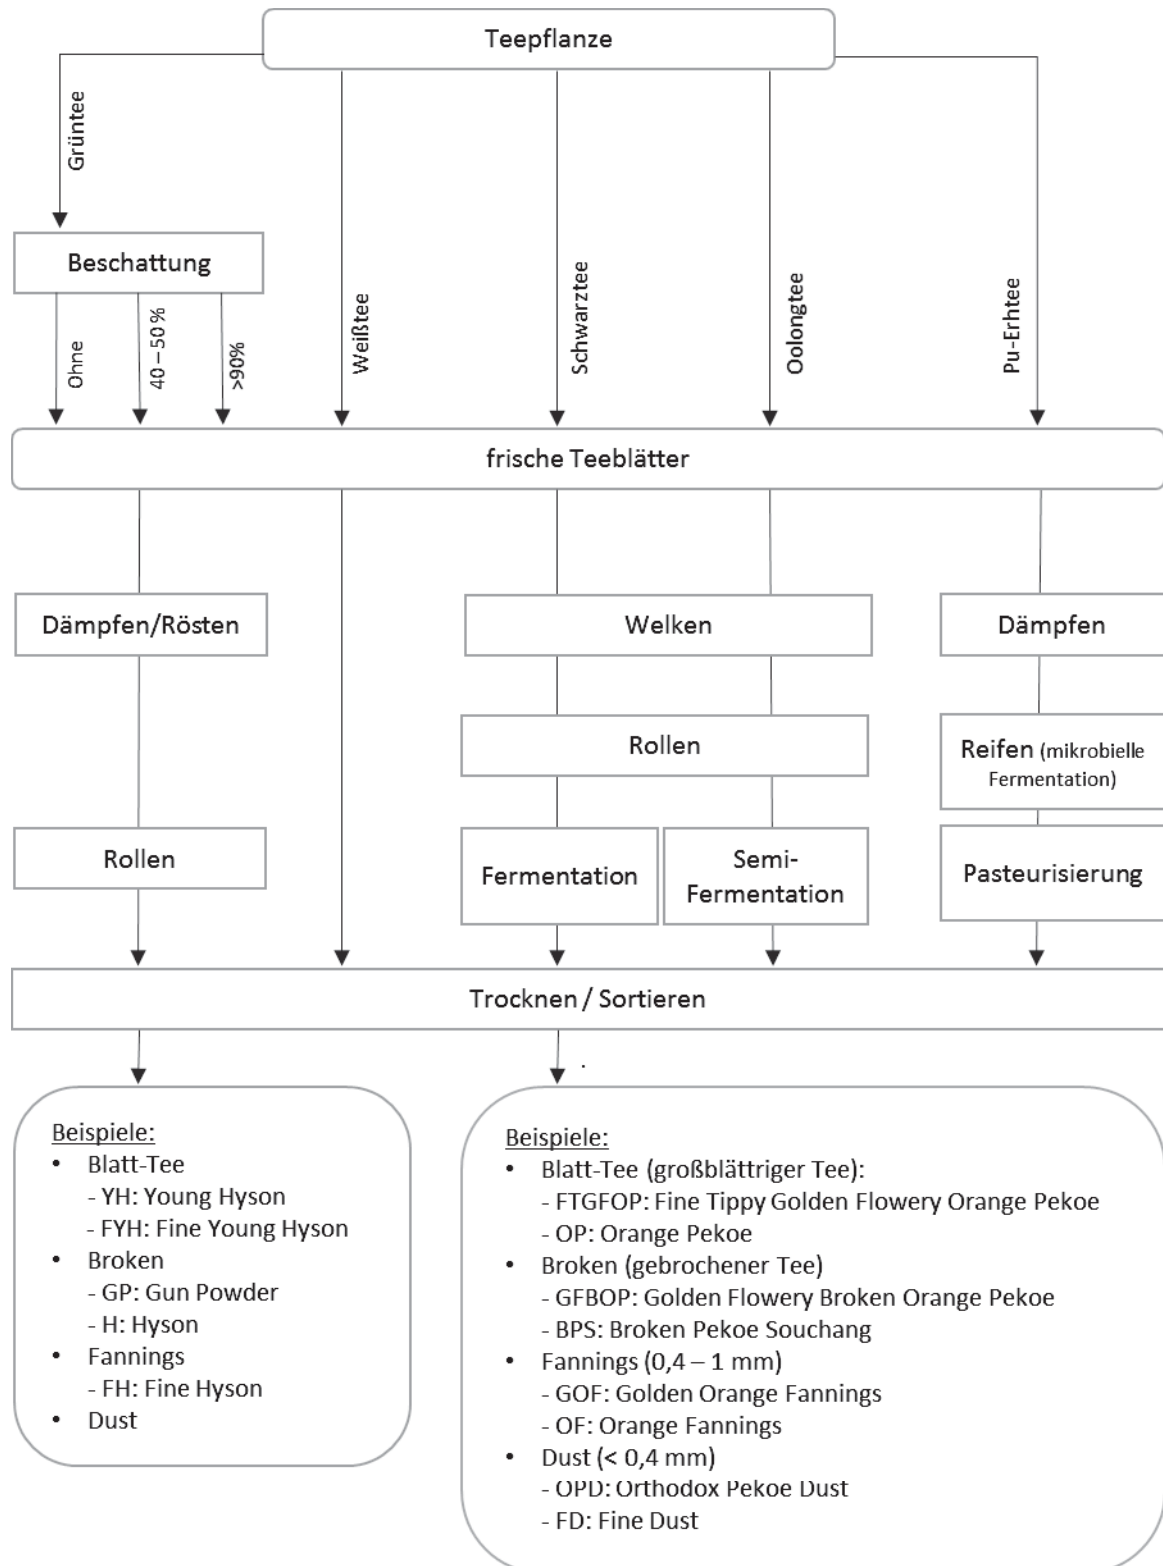 Teepflanze
Grüntee
Beschattung
Ohne
40 – 50 %
>90%
Weißtee
Schwarztee
Oolongtee
Pu-Erhtee
frische Teeblätter
Dämpfen/Rösten
Welken
Dämpfen
Rollen
Reifen (mikrobielle
Fermentation)
Rollen
Fermentation
Semi-
Fermentation
Pasteurisierung
Trocknen / Sortieren
.
Beispiele:
• Blatt-Tee
- YH: Young Hyson
- FYH: Fine Young Hyson
• Broken
- GP: Gun Powder
- H: Hyson
• Fannings
- FH: Fine Hyson
• Dust
Beispiele:
• Blatt-Tee (großblättriger Tee):
- FTGFOP: Fine Tippy Golden Flowery Orange Pekoe
- OP: Orange Pekoe
• Broken (gebrochener Tee)
- GFBOP: Golden Flowery Broken Orange Pekoe
- BPS: Broken Pekoe Souchang
• Fannings (0,4 – 1 mm)
- GOF: Golden Orange Fannings
- OF: Orange Fannings
• Dust (< 0,4 mm)
- OPD: Orthodox Pekoe Dust
- FD: Fine Dust